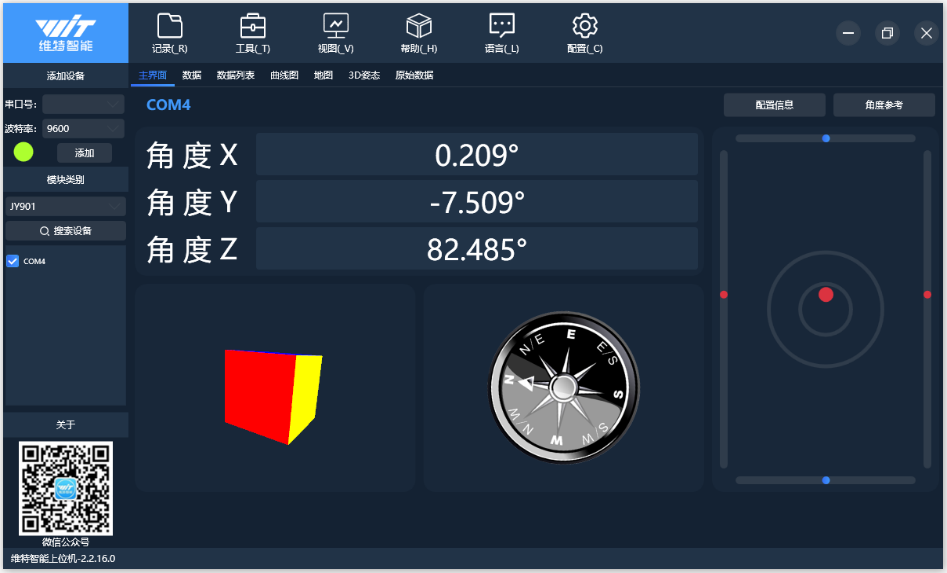 WIT
维特智能
记录(_R)
工具(_T)
视图(_V)
帮助(_H)
语言(_L)
配置(_C)
添加设备
串口号:
波特率:
9600
添加
模块类别
JY901
搜索设备
COM4
关于
微信公众号
维特智能上位机-2.2.16.0
主界面
数据
数据列表
曲线图
地图
3D姿态
原始数据
COM4
配置信息
角度参考
角度X
0.209°
角度Y
-7.509°
角度Z
82.485°
N/E
E
E/S
N
S
W/N
W
W/S